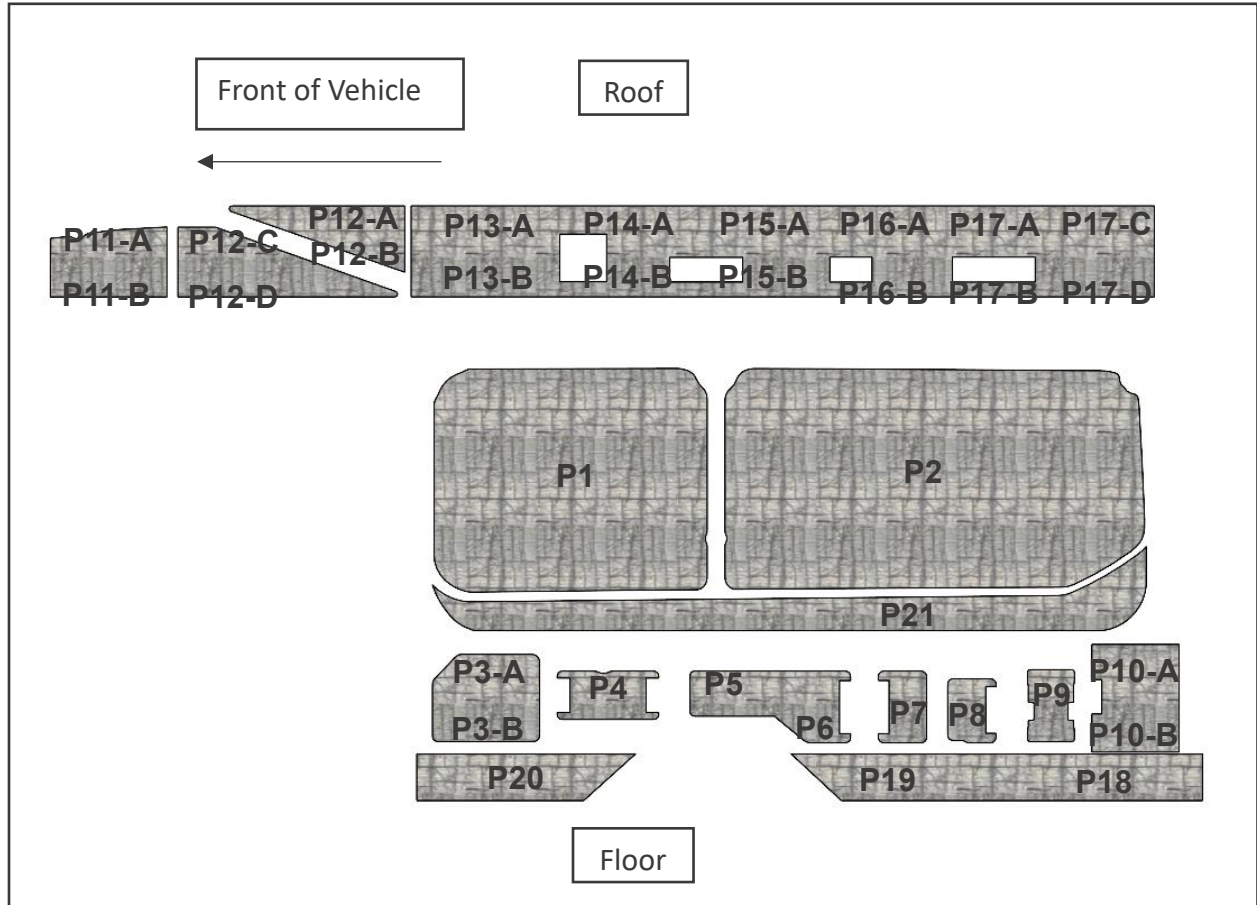 Front of Vehicle
Roof
P12-A
P13-A P14-A P15-A P16-A P17-A P17-C
P11-A P12-C P12-B
P13-B P14-B P15-B
P11-B P12-D P16-B P17-B P17-D
P1 P2
P21
P3-A P4 P5 P9 P10-A
P3-B P6 P7 P8 P10-B
P20 P19 P18
Floor